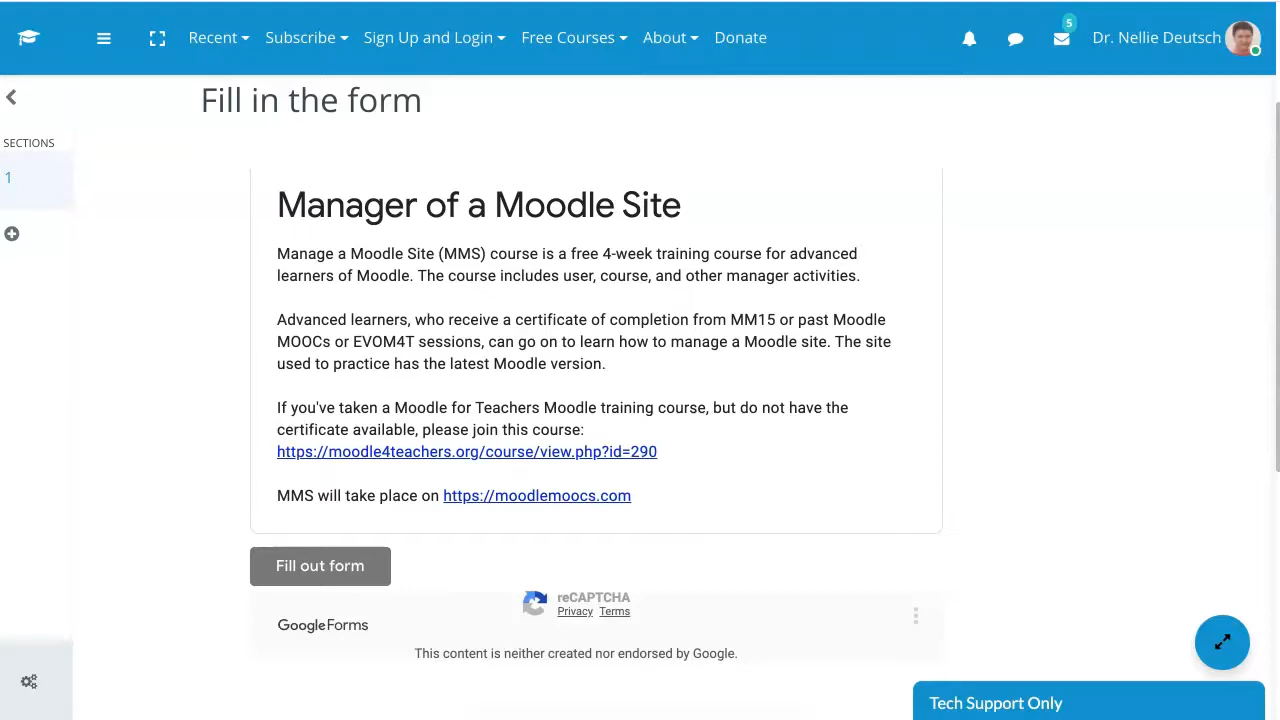 Recent Subscribe Sign Up and Login Free Courses About Donate 5 Dr. Nellie Deutsch
Fill in the form
SECTIONS
1
Manager of a Moodle Site
Manage a Moodle Site (MMS) course is a free 4-week training course for advanced
learners of Moodle. The course includes user, course, and other manager activities.
Advanced learners, who receive a certificate of completion from MM15 or past Moodle
MOOCs or EVOM4T sessions, can go on to learn how to manage a Moodle site. The site
used to practice has the latest Moodle version.
If you've taken a Moodle for Teachers Moodle training course, but do not have the
certificate available, please join this course:
https://moodle4teachers.org/course/view.php?id=290
MMS will take place on https://moodlemoocs.com
Fill out form
reCAPTCHA
Privacy Terms
Google Forms
This content is neither created nor endorsed by Google.
Tech Support Only